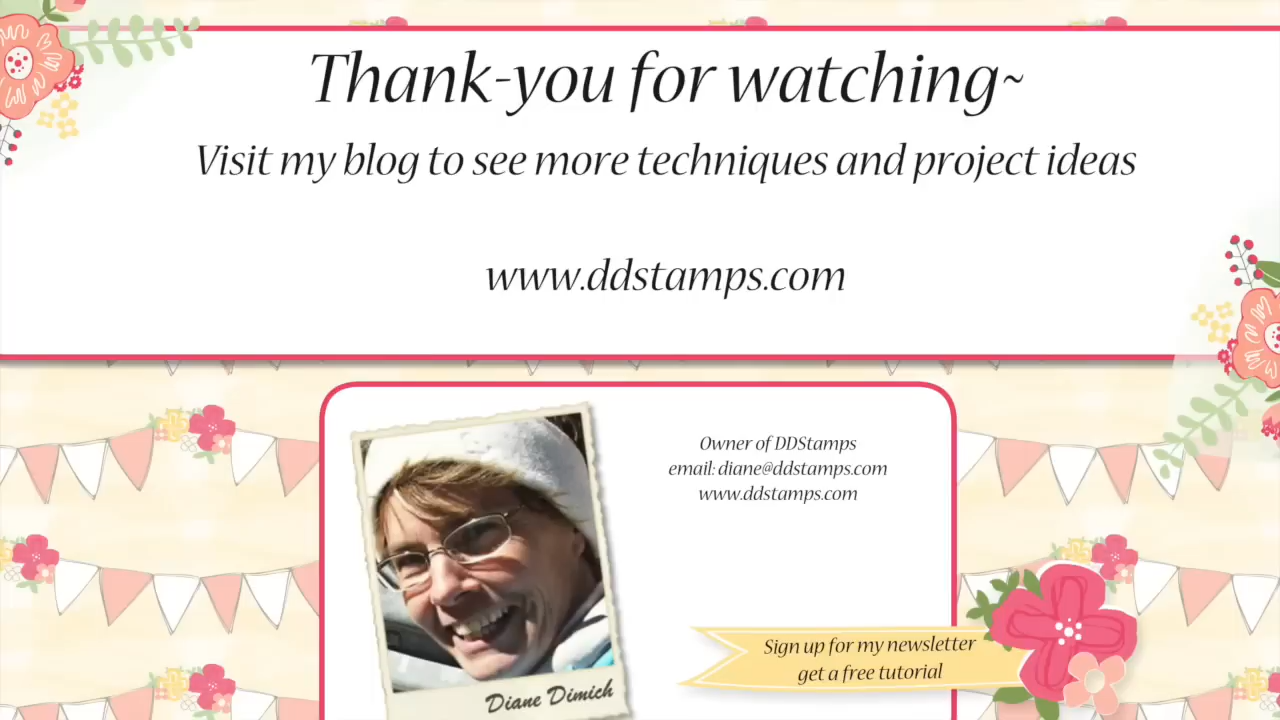 Thank-you for watching~
Visit my blog to see more techniques and project ideas
www.ddstamps.com
Owner of DDStamps
email: diane@ddstamps.com
www.ddstamps.com
Sign up for my newsletter
get a free tutorial
Diane Dimich